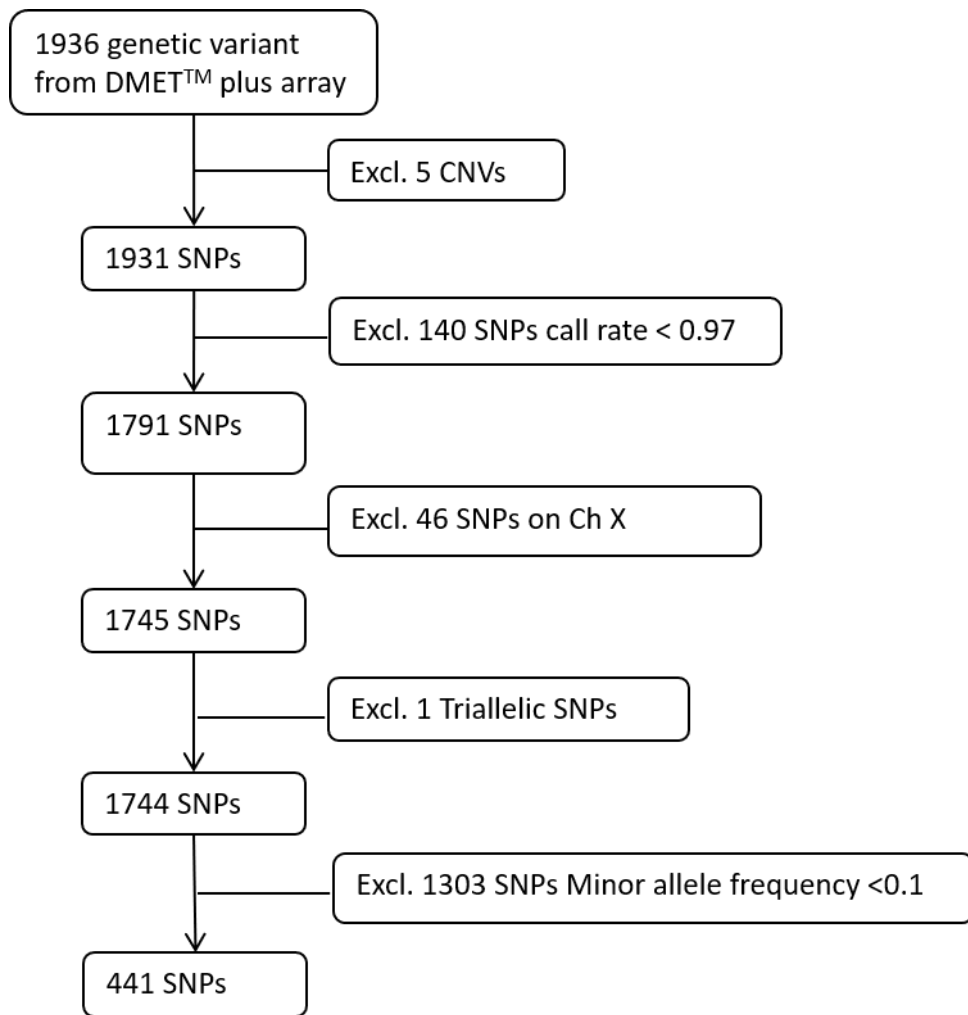 1936 genetic variant
from DMET™ plus array
Excl. 5 CNVs
1931 SNPs
Excl. 140 SNPs call rate < 0.97
1791 SNPs
Excl. 46 SNPs on Ch X
1745 SNPs
Excl. 1 Triallelic SNPs
1744 SNPs
Excl. 1303 SNPs Minor allele frequency <0.1
441 SNPs